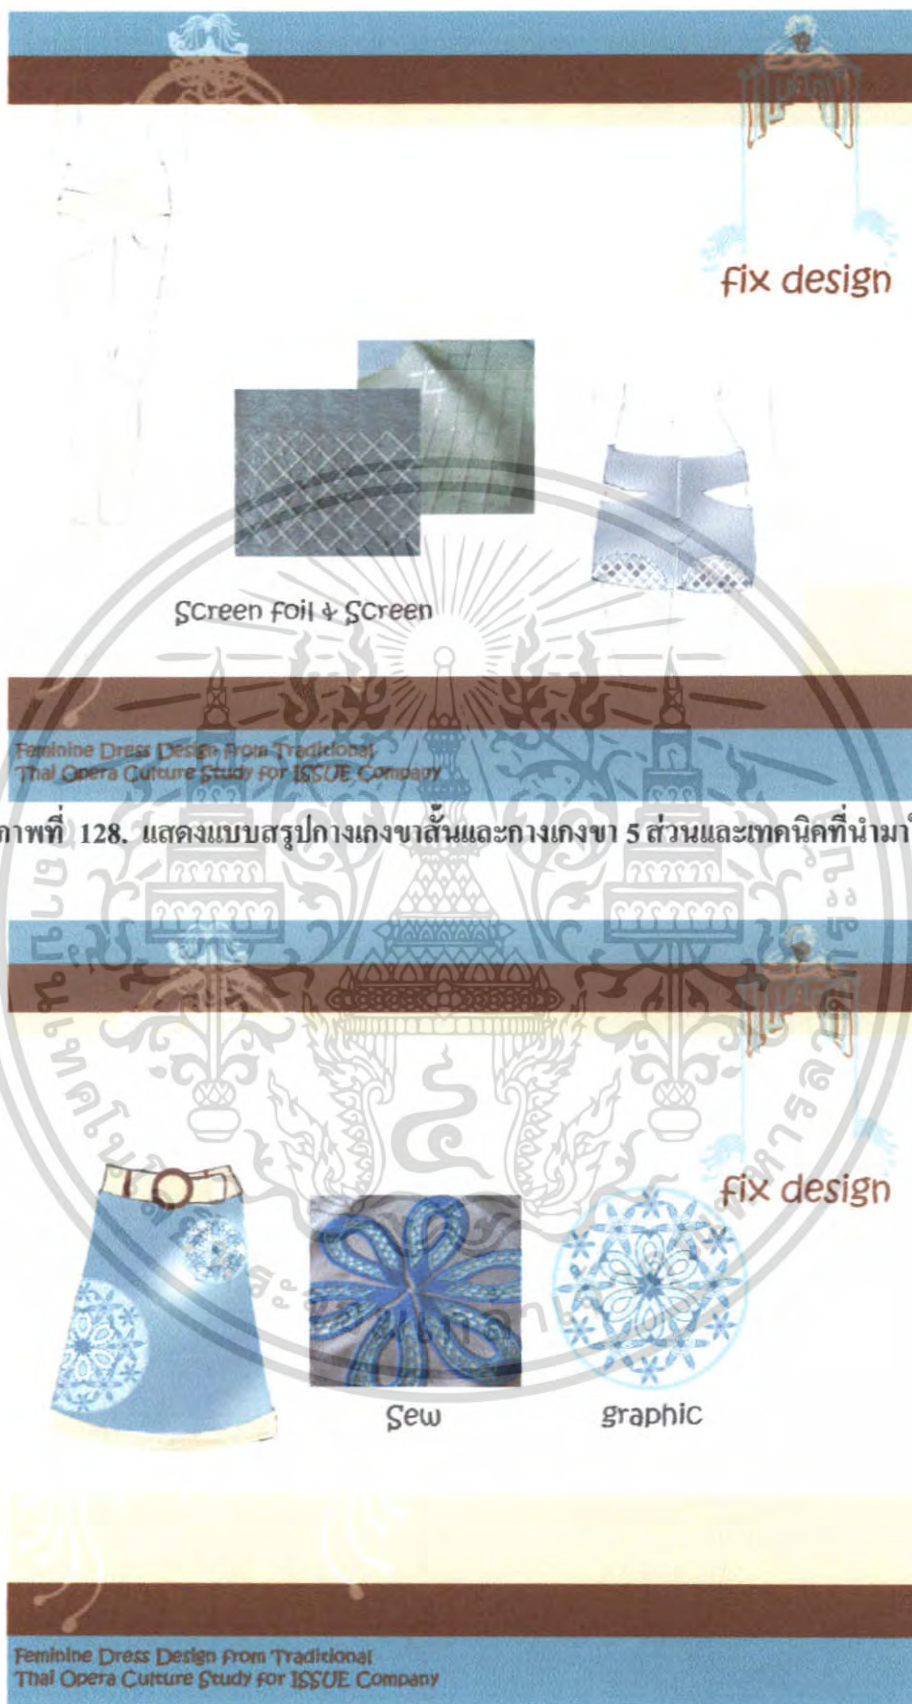 fix design
Screen foil & Screen
Feminine Dress Design from Traditional
Thai Opera Culture Study for ISSUE Company
ภาพที่ 128. แสดงแบบสรุปกางเกงขาสั้นและกางเกงขา 5 ส่วนและเทคนิคที่นำมา
fix design
Sew
graphic
Feminine Dress Design from Traditional
Thai Opera Culture Study for ISSUE Company